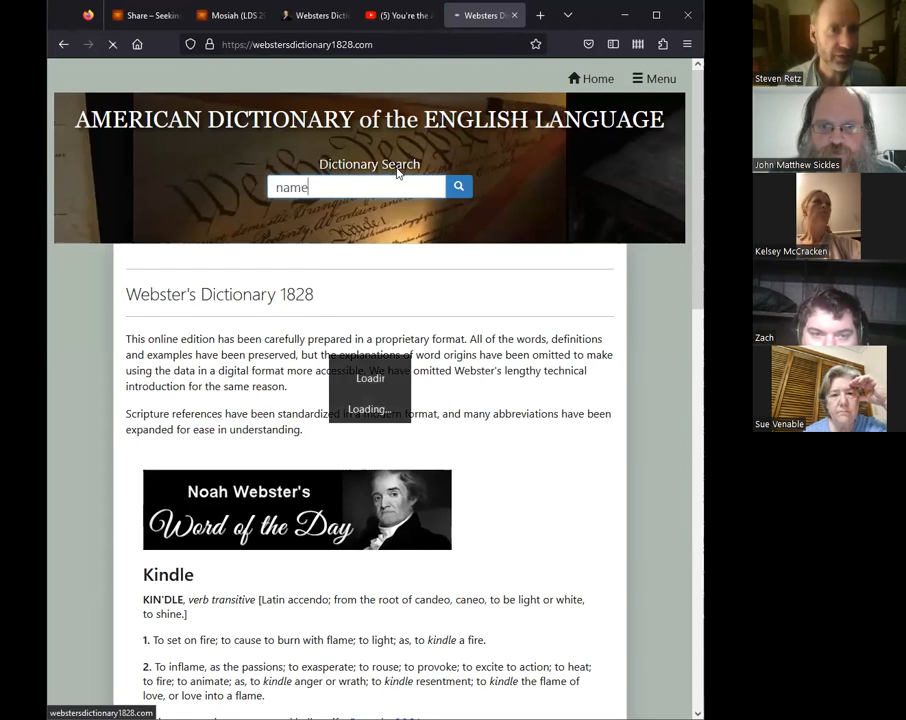 Share – Seekin
Mosiah (LDS 2
Websters Dicti
(5) You're the A
Websters Di
https://webstersdictionary1828.com
Home
Menu
AMERICAN DICTIONARY of the ENGLISH LANGUAGE
Dictionary Search
name
Webster's Dictionary 1828
This online edition has been carefully prepared in a proprietary format. All of the words, definitions
and examples have been preserved, but the explanations of word origins have been omitted to make
using the data in a digital format more accessible. We have omitted Webster's lengthy technical
introduction for the same reason.
Loadin
Loading...
Scripture references have been standardized in a modern format, and many abbreviations have been
expanded for ease in understanding.
Noah Webster's
Word of the Day
Kindle
KIN'DLE, verb transitive [Latin accendo; from the root of candeo, caneo, to be light or white,
to shine.]
1. To set on fire; to cause to burn with flame; to light; as, to kindle a fire.
2. To inflame, as the passions; to exasperate; to rouse; to provoke; to excite to action; to heat;
to fire; to animate; as, to kindle anger or wrath; to kindle resentment; to kindle the flame of
love, or love into a flame.
webstersdictionary1828.com
Steven Retz
John Matthew Sickles
Kelsey McCracken
Zach
Sue Venable